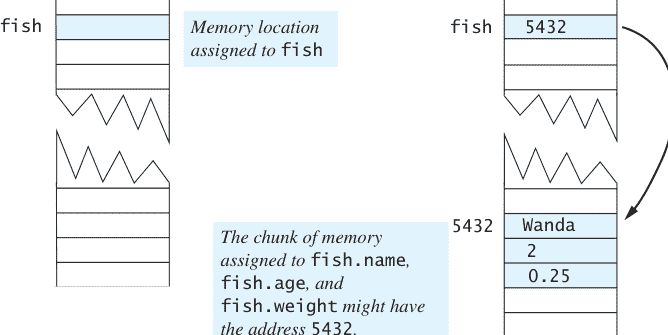 fish
Memory location
assigned to fish
fish
5432
5432
Wanda
2
0.25
The chunk of memory
assigned to fish.name,
fish.age, and
fish.weight might have
the address 5432.